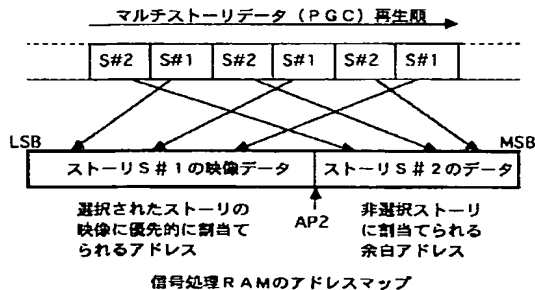 マルチストーリデータ（PGC）再生順
S#2 S#1 S#2 S#1 S#2 S#1
LSB MSB
ストーリS#1の映像データ ストーリS#2のデータ
選択されたストーリの
映像に優先的に割当て
られるアドレス
AP2
非選択ストーリ
に割当てられる
余白アドレス
信号処理RAMのアドレスマップ